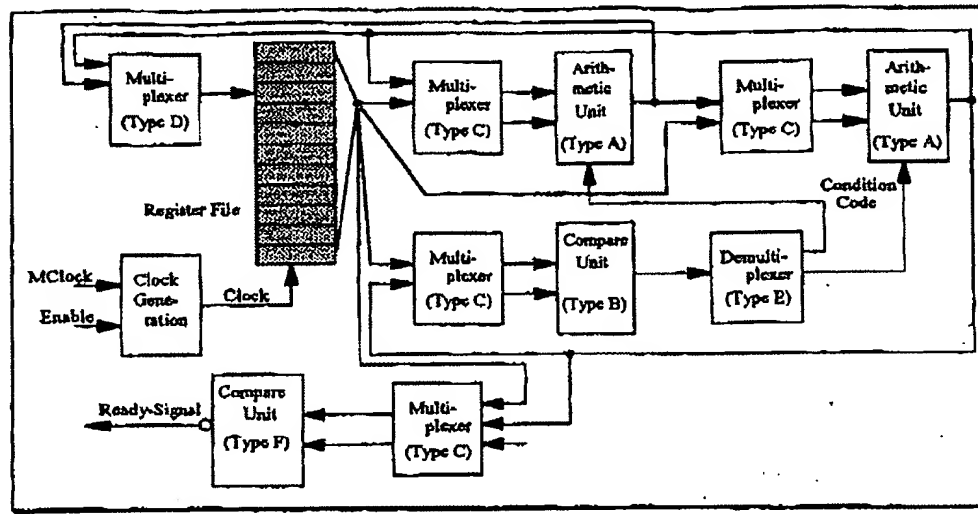 Multi-
plexer
(Type D)
Multi-
plexer
(Type C)
Arith-
metic
Unit
(Type A)
Multi-
plexer
(Type C)
Arith-
metic
Unit
(Type A)
Register File
Condition
Code
MClock
Enable
Clock
Gene-
ration
Clock
Multi-
plexer
(Type C)
Compare
Unit
(Type B)
Demulti-
plexer
(Type E)
Ready-Signal
Compare
Unit
(Type F)
Multi-
plexer
(Type C)